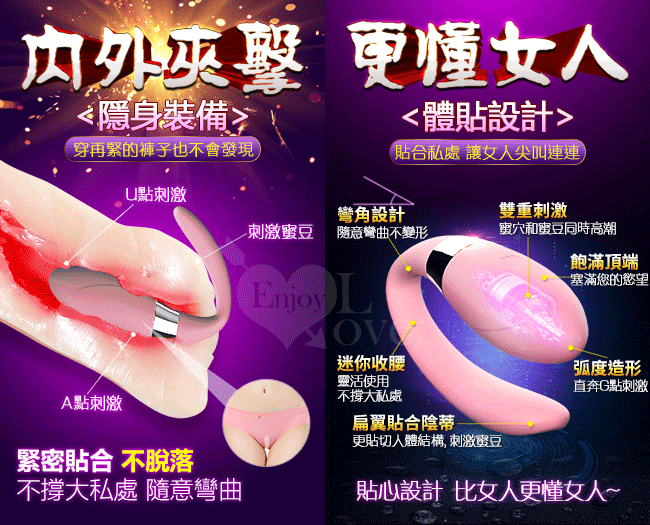 內外夾擊
<隱身裝備>
穿再緊的褲子也不會發現
U點刺激
刺激蜜豆
A點刺激
緊密貼合 不脫落
不撐大私處 隨意彎曲
更懂女人
<體貼設計>
貼合私處 讓女人尖叫連連
彎角設計
隨意彎曲不變形
雙重刺激
蜜穴和蜜豆同時高潮
飽滿頂端
塞滿您的慾望
迷你收腰
靈活使用
不撐大私處
弧度造形
直奔G點刺激
扁翼貼合陰蒂
更貼切人體結構, 刺激蜜豆
貼心設計 比女人更懂女人~
Enjoy Love